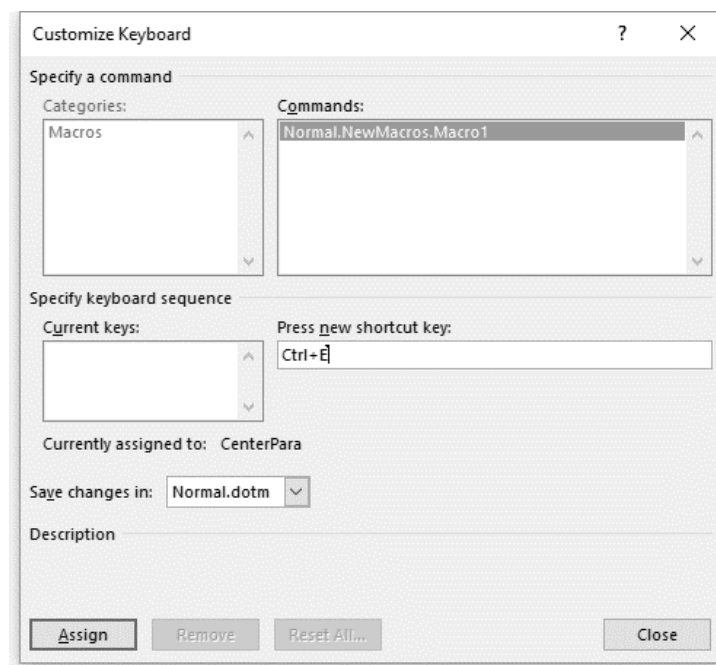 Customize Keyboard ?
Specify a command
Categories: Commands:
Macros Normal.NewMacros.Macro1
Specify keyboard sequence
Current keys: Press new shortcut key:
Ctrl+E
Currently assigned to: CenterPara
Save changes in: Normal.dotm
Description
Assign Remove Reset All... Close